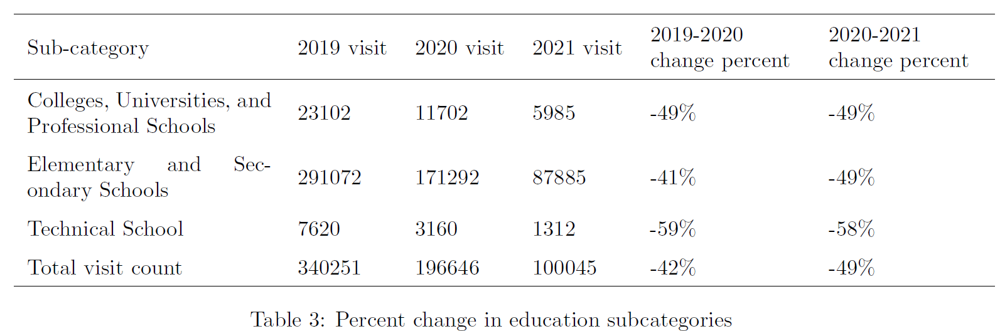 Sub-category 2019 visit 2020 visit 2021 visit 2019-2020 change percent 2020-2021 change percent
Colleges, Universities, and
Professional Schools 23102 11702 5985 -49% -49%
Elementary and Sec-
ondary Schools 291072 171292 87885 -41% -49%
Technical School 7620 3160 1312 -59% -58%
Total visit count 340251 196646 100045 -42% -49%
Table 3: Percent change in education subcategories